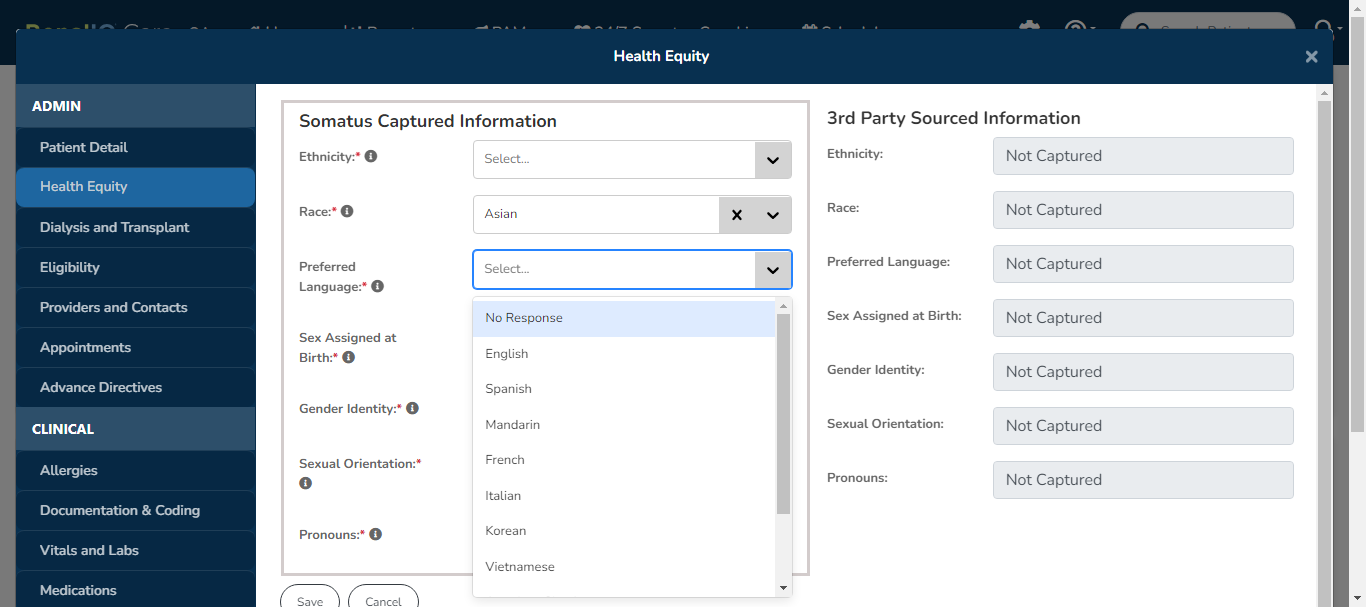 Health Equity
ADMIN
Patient Detail
Health Equity
Dialysis and Transplant
Eligibility
Providers and Contacts
Appointments
Advance Directives
CLINICAL
Allergies
Documentation & Coding
Vitals and Labs
Medications
Somatus Captured Information
Ethnicity:*
Select...
Race:*
Asian
Preferred
Language:*
Select...
No Response
English
Spanish
Mandarin
French
Italian
Korean
Vietnamese
Sex Assigned at
Birth:*
Gender Identity:*
Sexual Orientation:*
Pronouns:*
Save
Cancel
3rd Party Sourced Information
Ethnicity:
Not Captured
Race:
Not Captured
Preferred Language:
Not Captured
Sex Assigned at Birth:
Not Captured
Gender Identity:
Not Captured
Sexual Orientation:
Not Captured
Pronouns:
Not Captured